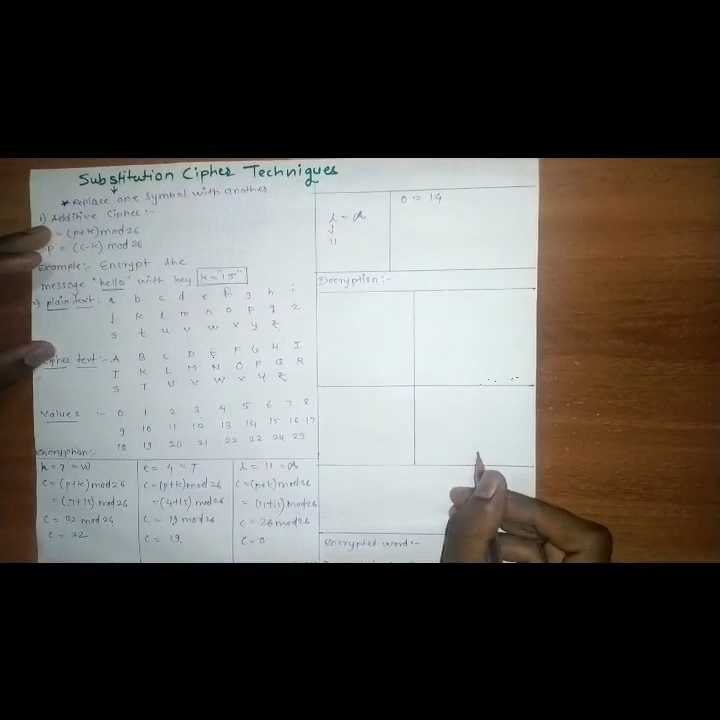 Substitution Cipher Techniques
* Replace one symbol with another
1) Additive Cipher:-
= (p+k) mod 26
P = (c-k) mod 26
Example:- Encrypt the
message "hello" with key k = "15"
plain text: a b c d e f g h i
j k l m n o p q r
s t u v w x y z
Cipher text:- A B C D E F G H I
J K L M N O P Q R
S T U V W X Y Z
Values :- 0 1 2 3 4 5 6 7 8
9 10 11 12 13 14 15 16 17
18 19 20 21 22 23 24 25
Encryption:-
h = 7 = W
C = (p+k) mod 26
= (7+15) mod 26
C = 22 mod 26
C = 22
e = 4 = T
C = (p+k) mod 26
= (4+15) mod 26
C = 19 mod 26
C = 19
l = 11 = A
C = (p+k) mod 26
= (11+15) mod 26
C = 26 mod 26
C = 0
l = A
↓
11
O = 14
Decryption:-
Encrypted word:-